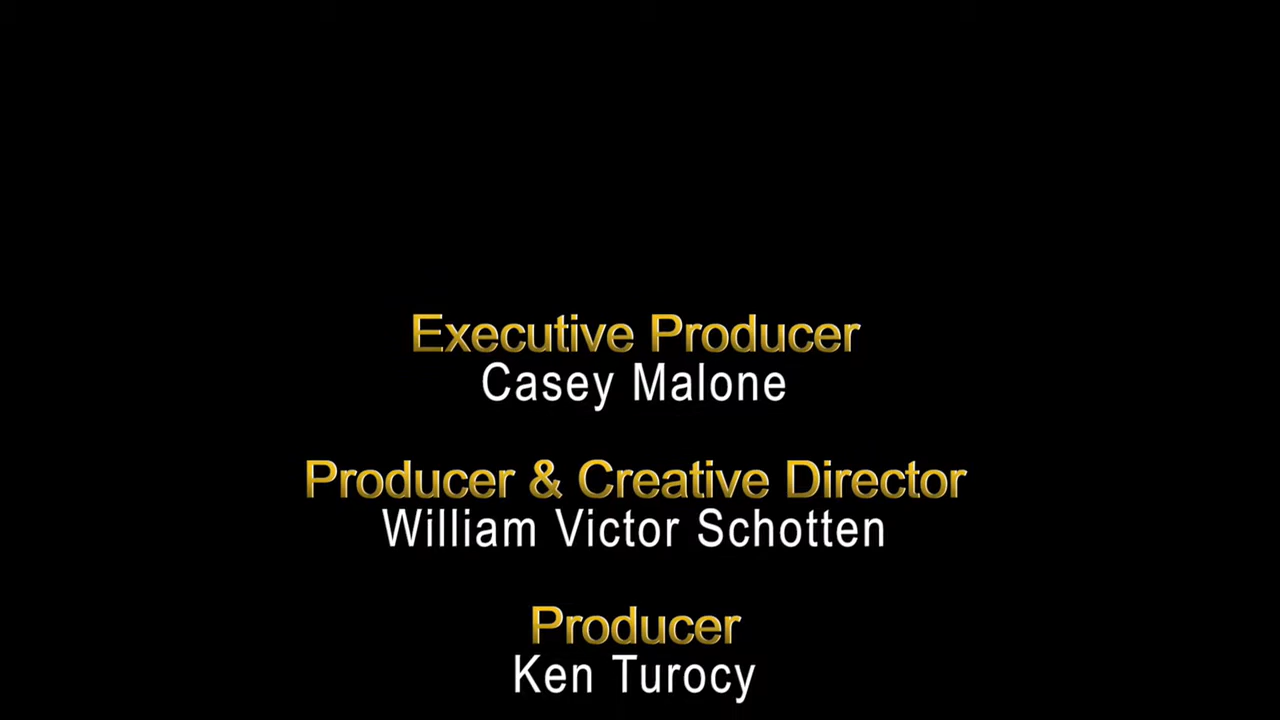 Executive Producer
Casey Malone
Producer & Creative Director
William Victor Schotten
Producer
Ken Turocy